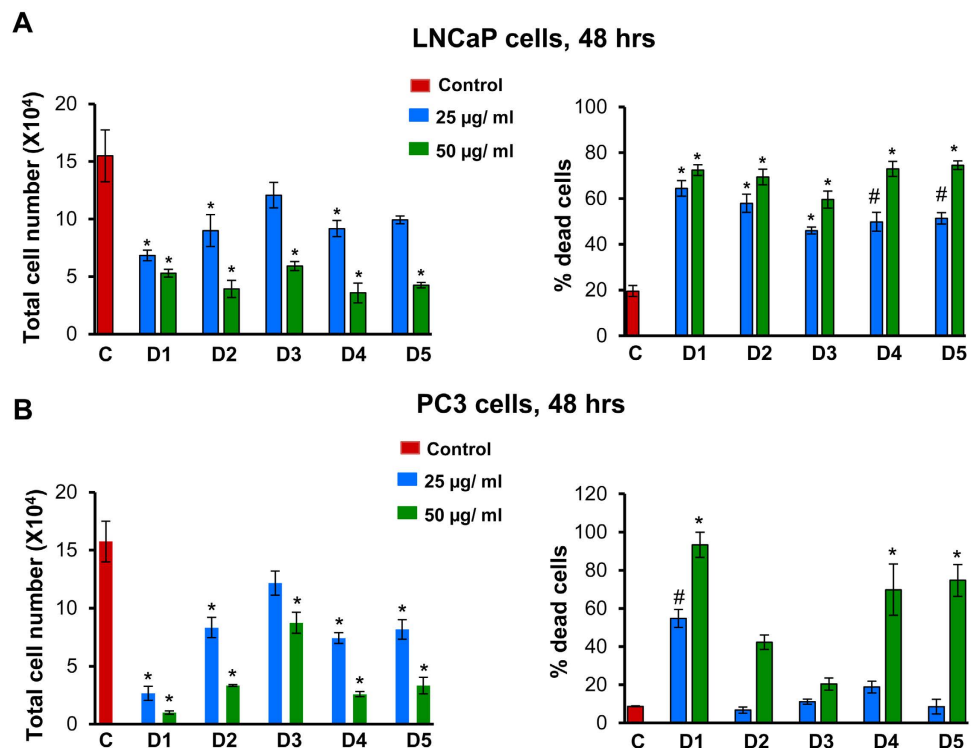 A
LNCaP cells, 48 hrs
Control
25 µg/ ml
50 µg/ ml
Total cell number (X10⁴)
20
15
10
5
0
* * * * * * * *
C D1 D2 D3 D4 D5
% dead cells
100
80
60
40
20
0
* * * * * * # * # *
C D1 D2 D3 D4 D5
B
PC3 cells, 48 hrs
Control
25 µg/ ml
50 µg/ ml
Total cell number (X10⁴)
20
15
10
5
0
* * * * * * * * *
C D1 D2 D3 D4 D5
% dead cells
120
100
80
60
40
20
0
# * * *
C D1 D2 D3 D4 D5